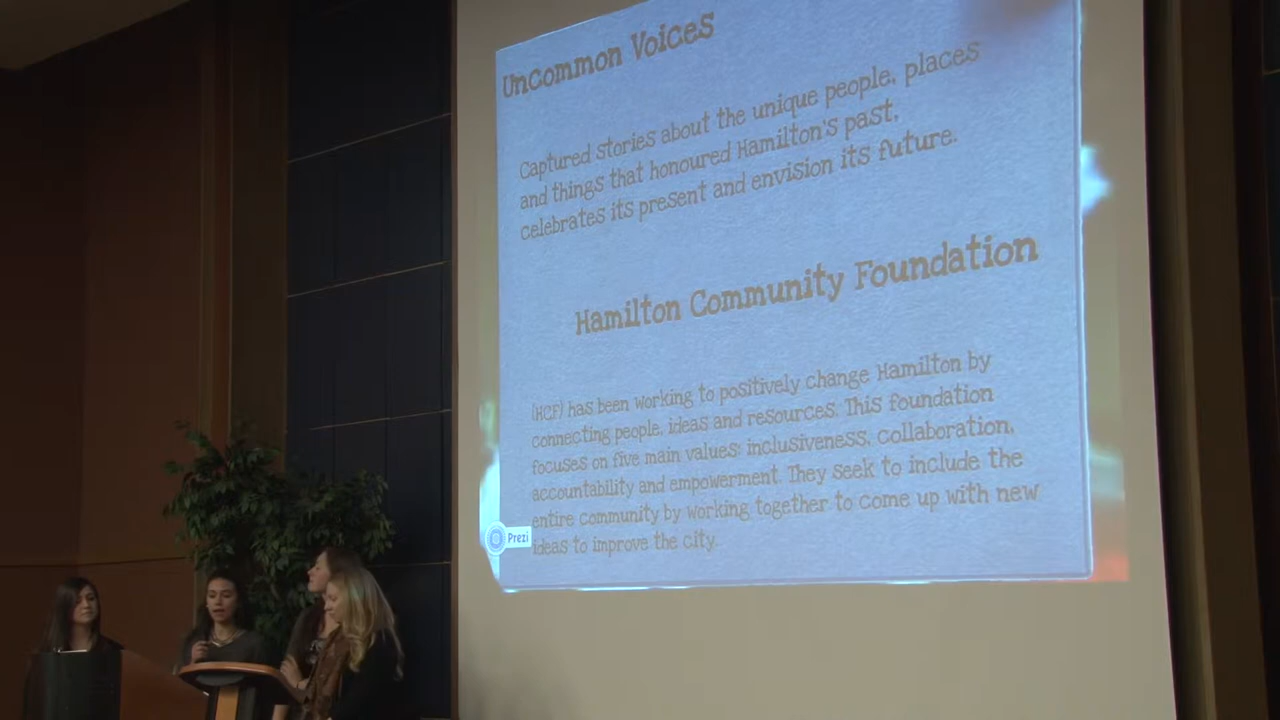 Uncommon Voices
Captured stories about the unique people, places
and things that honoured Hamilton's past,
celebrates its present and envision its future.
Hamilton Community Foundation
(HCF) has been working to positively change Hamilton by
connecting people, ideas and resources. This foundation
focuses on five main values: inclusiveness, collaboration,
accountability and empowerment. They seek to include the
entire community by working together to come up with new
ideas to improve the city.
Prezi